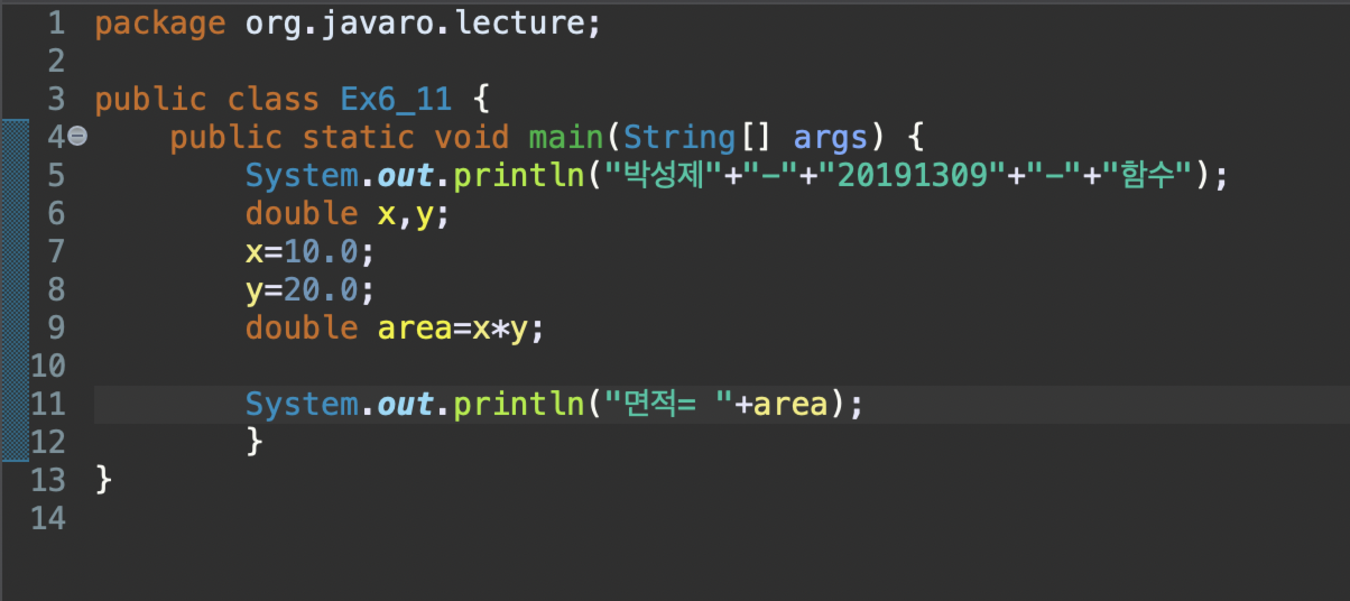 1 package org.javaro.lecture;
2
3 public class Ex6_11 {
4 public static void main(String[] args) {
5 System.out.println("박성제"+"-"+"20191309"+"-"+"함수");
6 double x,y;
7 x=10.0;
8 y=20.0;
9 double area=x*y;
10
11 System.out.println("면적= "+area);
12 }
13 }
14